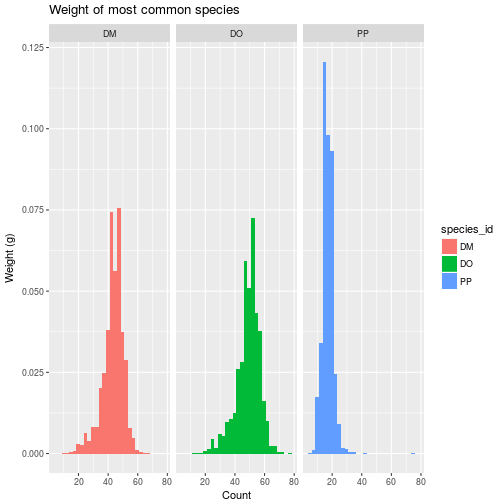 Weight of most common species
DM DO PP
0.125
0.100
0.075
0.050
0.025
0.000
20 40 60 80 20 40 60 80 20 40 60 80
Count
Weight (g)
species_id
DM
DO
PP